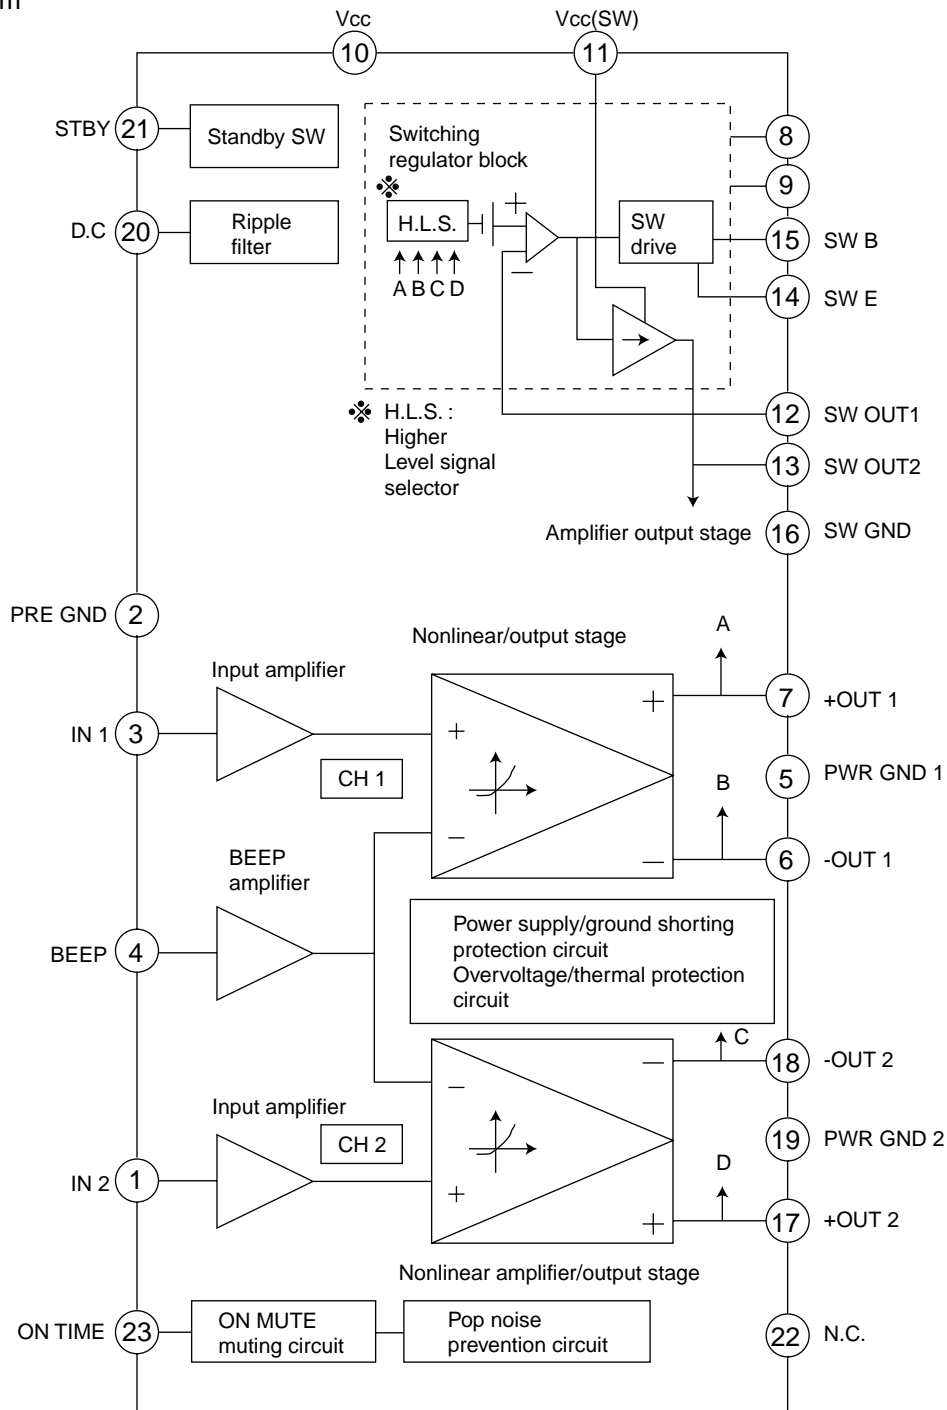 m
Vcc
Vcc(SW)
10
11
STBY
21
Standby SW
D.C
20
Ripple
filter
Switching
regulator block
※
H.L.S.
A B C D
+
−
SW
drive
8
9
15
SW B
14
SW E
※ H.L.S. :
Higher
Level signal
selector
12
SW OUT1
13
SW OUT2
Amplifier output stage
16
SW GND
PRE GND
2
Nonlinear/output stage
A
Input amplifier
IN 1
3
CH 1
+
−
+
−
7
+OUT 1
B
5
PWR GND 1
6
-OUT 1
BEEP
amplifier
BEEP
4
Power supply/ground shorting
protection circuit
Overvoltage/thermal protection
circuit
C
18
-OUT 2
Input amplifier
IN 2
1
CH 2
−
+
−
+
19
PWR GND 2
D
17
+OUT 2
Nonlinear amplifier/output stage
ON TIME
23
ON MUTE
muting circuit
Pop noise
prevention circuit
22
N.C.